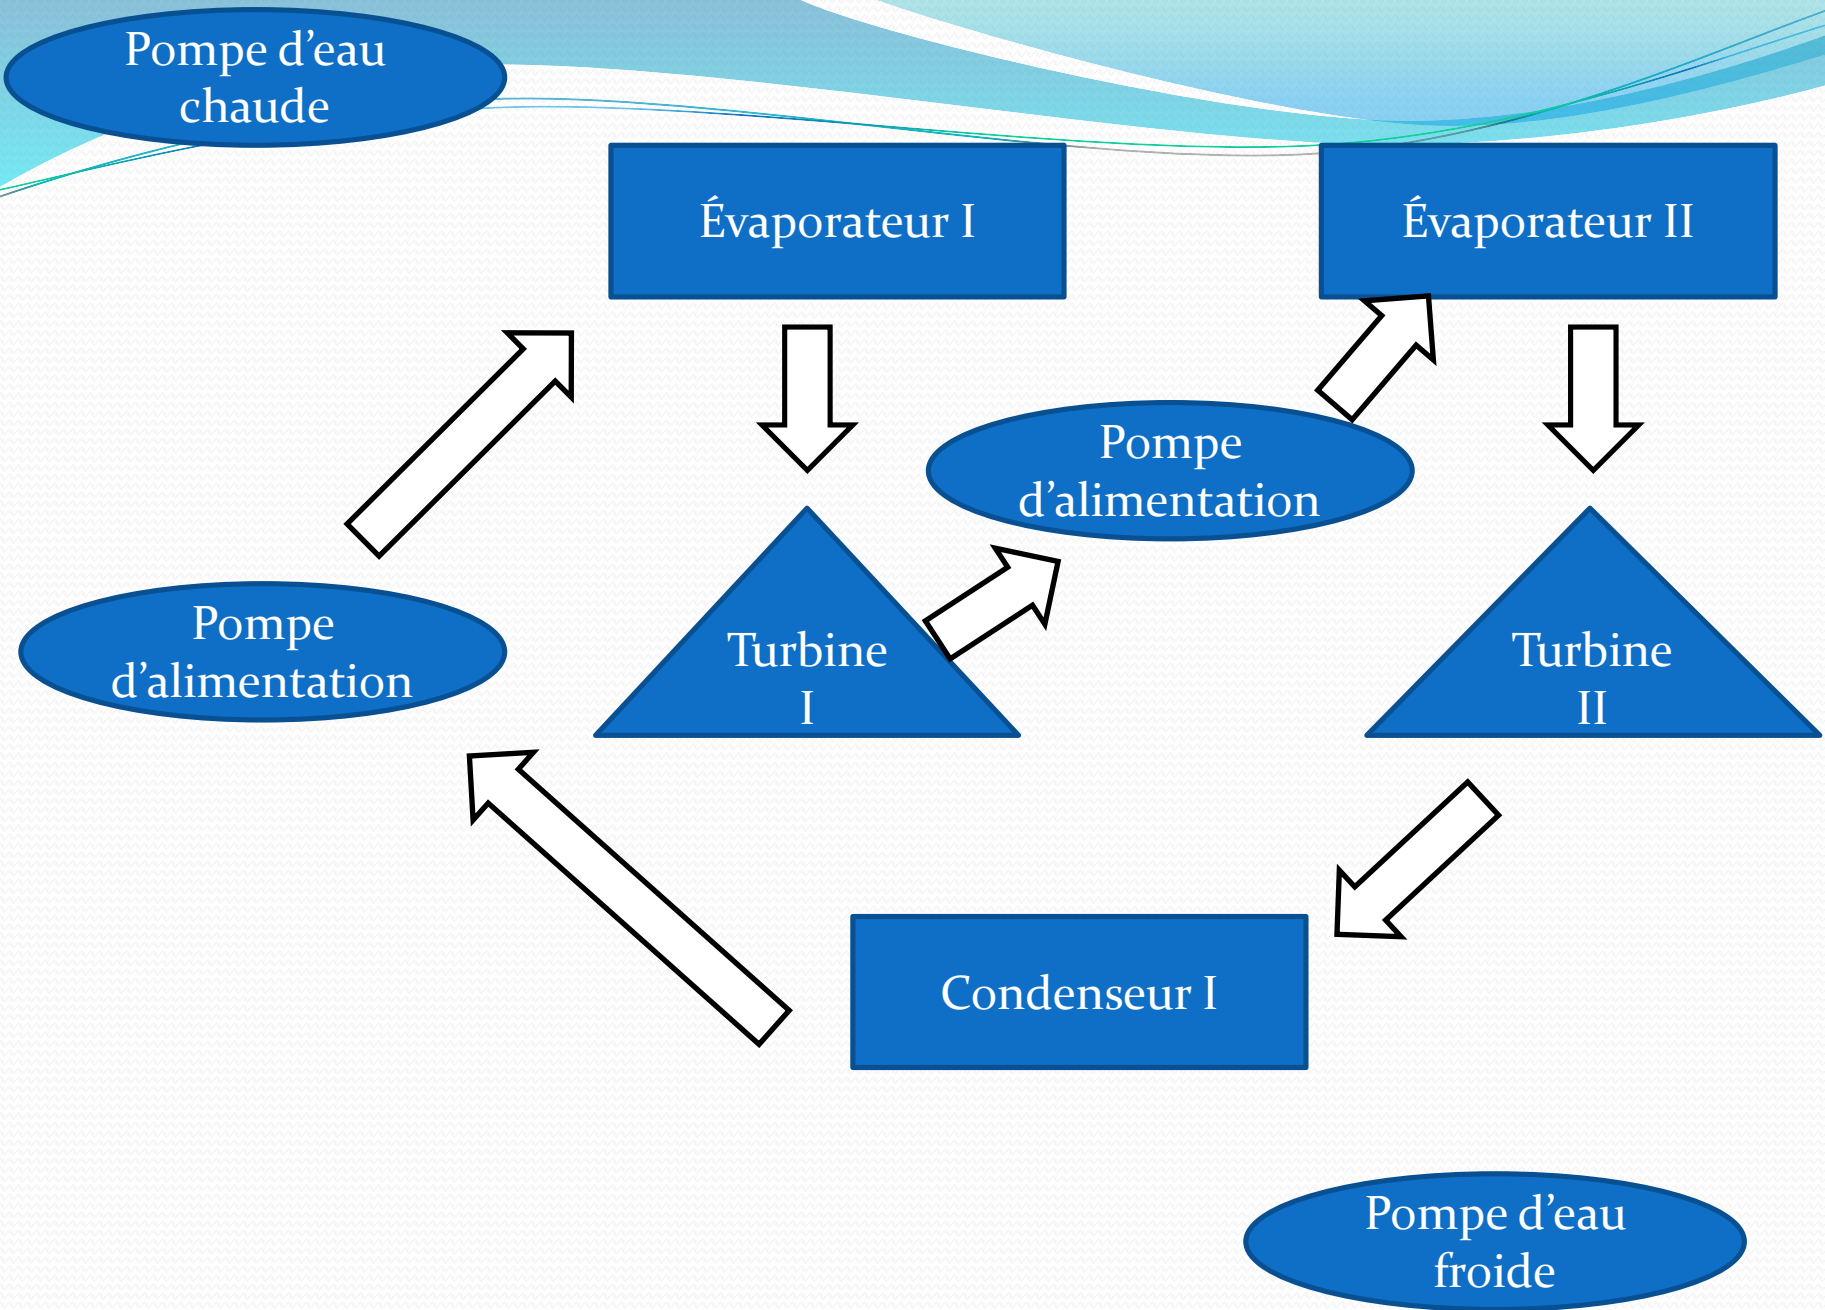 Pompe d’eau
chaude
Évaporateur I
Évaporateur II
Pompe
d’alimentation
Pompe
d’alimentation
Turbine
I
Turbine
II
Condenseur I
Pompe d’eau
froide